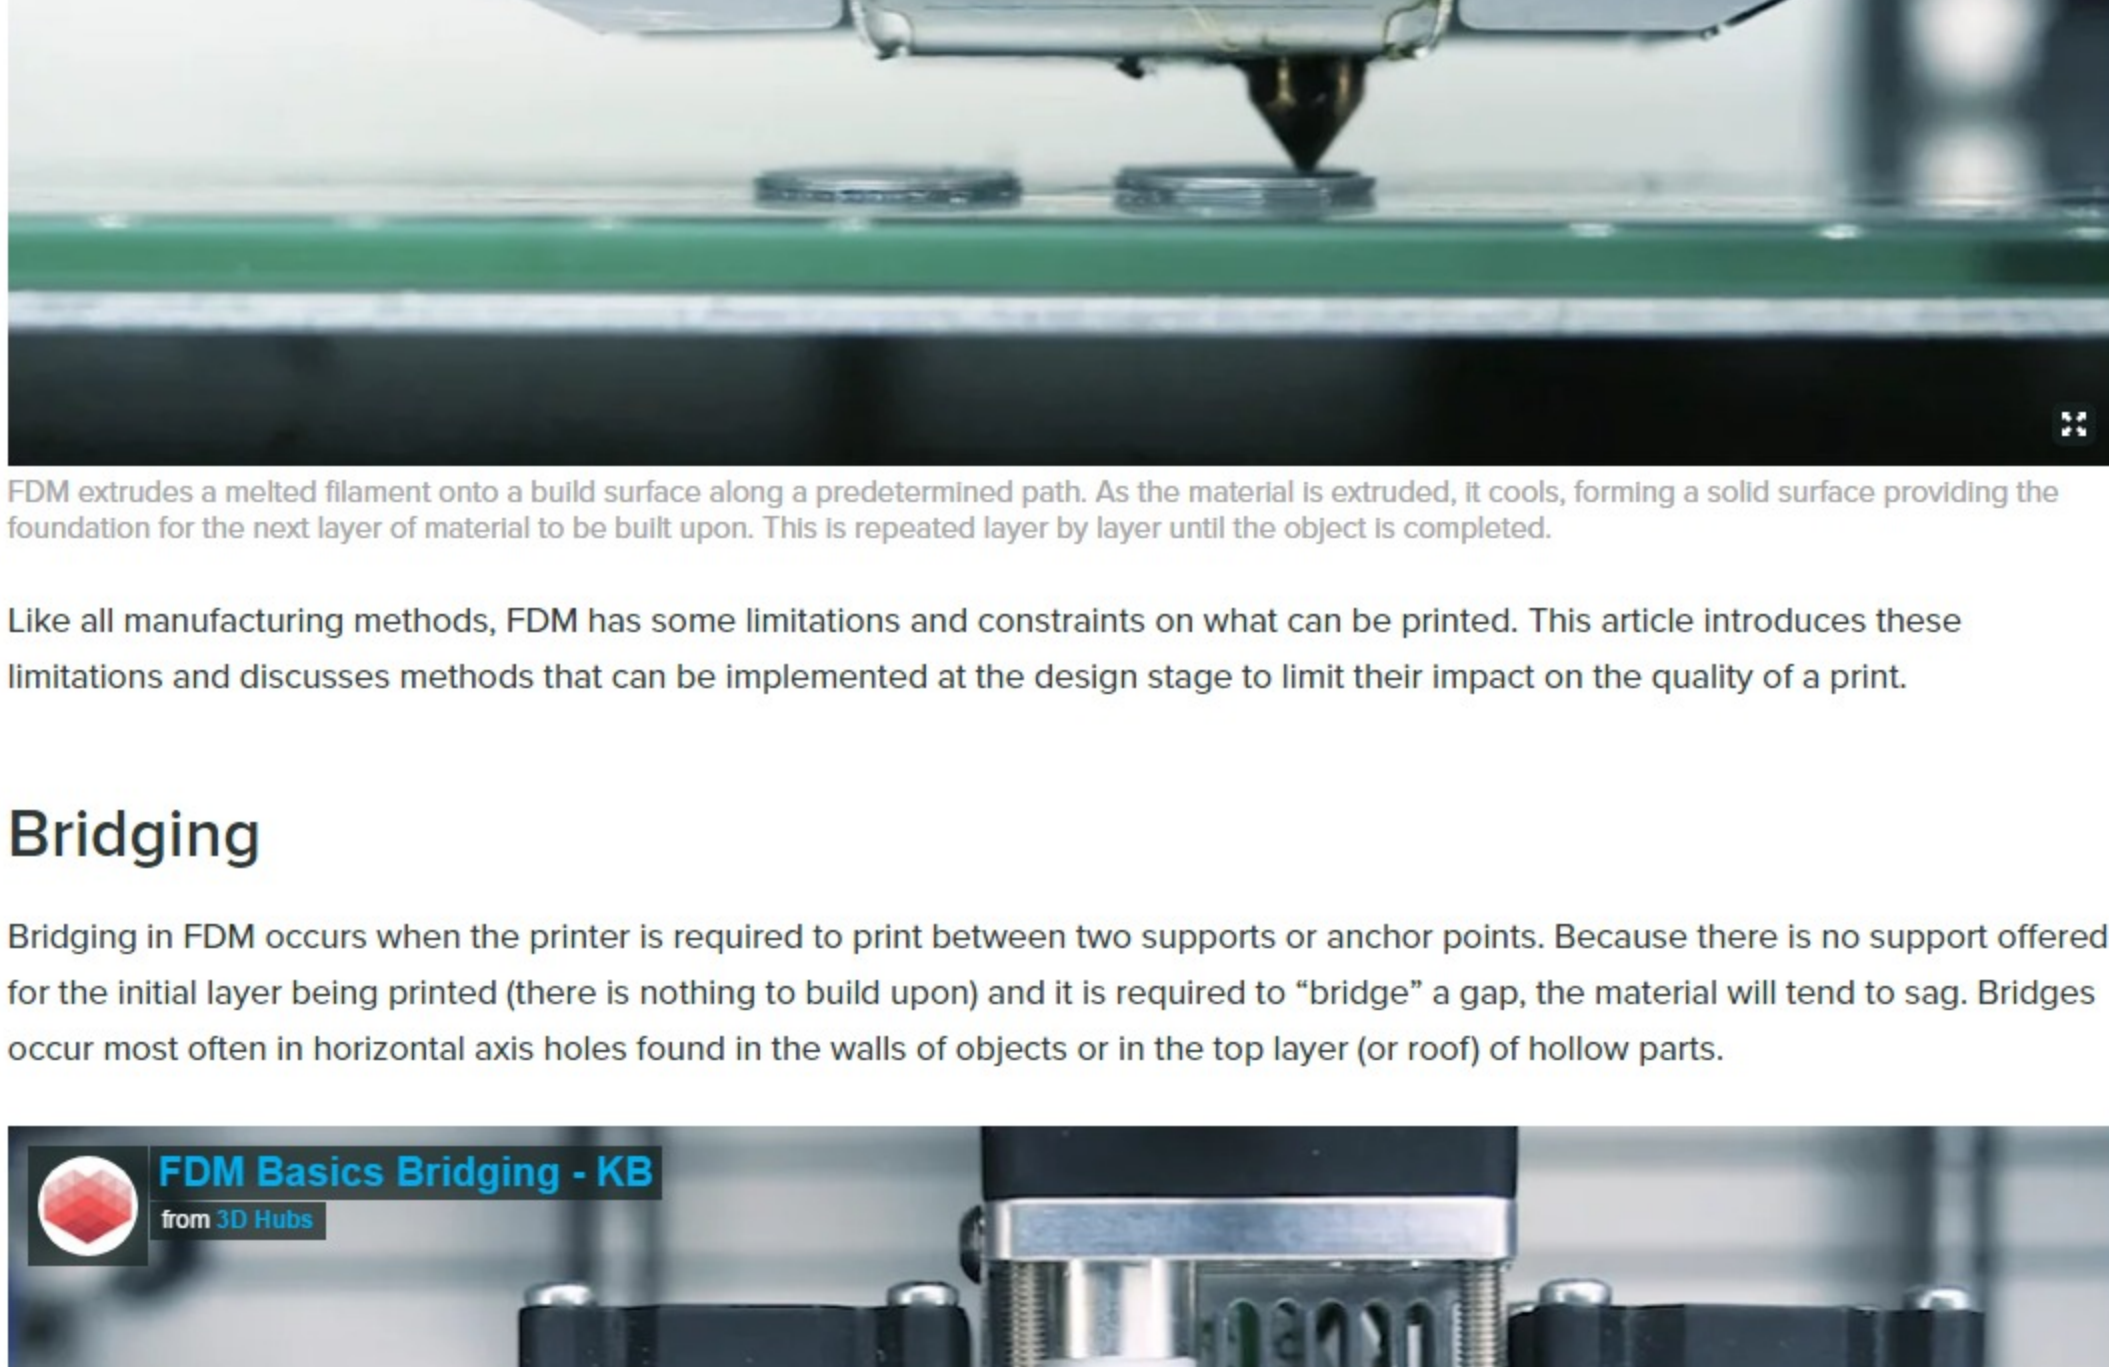 FDM extrudes a melted filament onto a build surface along a predetermined path. As the material is extruded, it cools, forming a solid surface providing the
foundation for the next layer of material to be built upon. This is repeated layer by layer until the object is completed.
Like all manufacturing methods, FDM has some limitations and constraints on what can be printed. This article introduces these
limitations and discusses methods that can be implemented at the design stage to limit their impact on the quality of a print.
Bridging
Bridging in FDM occurs when the printer is required to print between two supports or anchor points. Because there is no support offered
for the initial layer being printed (there is nothing to build upon) and it is required to “bridge” a gap, the material will tend to sag. Bridges
occur most often in horizontal axis holes found in the walls of objects or in the top layer (or roof) of hollow parts.
FDM Basics Bridging - KB
from 3D Hubs